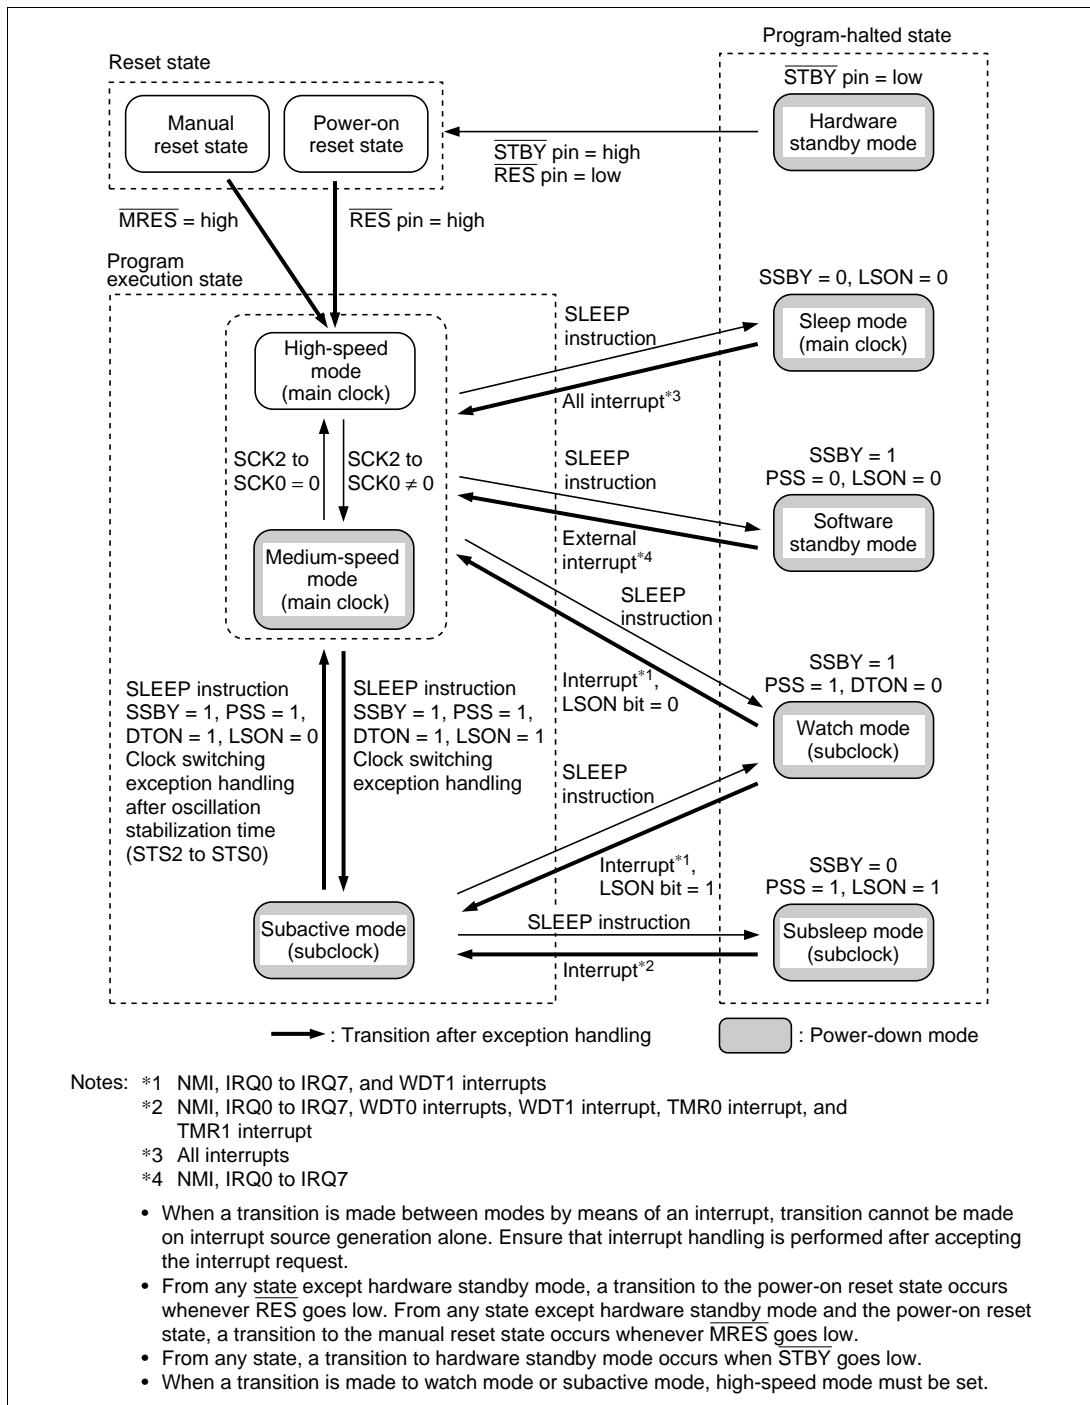 Program-halted state
Reset state
STBY pin = low
Manual
reset state
Power-on
reset state
Hardware
standby mode
STBY pin = high
RES pin = low
MRES = high
RES pin = high
Program
execution state
SSBY = 0, LSON = 0
SLEEP
instruction
High-speed
mode
(main clock)
Sleep mode
(main clock)
All interrupt*3
SCK2 to
SCK0 = 0
SCK2 to
SCK0 ≠ 0
SLEEP
instruction
SSBY = 1
PSS = 0, LSON = 0
External
interrupt*4
Software
standby mode
Medium-speed
mode
(main clock)
SLEEP
instruction
SSBY = 1
PSS = 1, DTON = 0
Interrupt*1,
LSON bit = 0
SLEEP instruction
SSBY = 1, PSS = 1,
DTON = 1, LSON = 0
Clock switching
exception handling
after oscillation
stabilization time
(STS2 to STS0)
SLEEP instruction
SSBY = 1, PSS = 1,
DTON = 1, LSON = 1
Clock switching
exception handling
Watch mode
(subclock)
SLEEP
instruction
Interrupt*1,
LSON bit = 1
SSBY = 0
PSS = 1, LSON = 1
Subactive mode
(subclock)
SLEEP instruction
Subsleep mode
(subclock)
Interrupt*2
: Transition after exception handling
: Power-down mode
Notes: *1 NMI, IRQ0 to IRQ7, and WDT1 interrupts
*2 NMI, IRQ0 to IRQ7, WDT0 interrupts, WDT1 interrupt, TMR0 interrupt, and
TMR1 interrupt
*3 All interrupts
*4 NMI, IRQ0 to IRQ7
• When a transition is made between modes by means of an interrupt, transition cannot be made
on interrupt source generation alone. Ensure that interrupt handling is performed after accepting
the interrupt request.
• From any state except hardware standby mode, a transition to the power-on reset state occurs
whenever RES goes low. From any state except hardware standby mode and the power-on reset
state, a transition to the manual reset state occurs whenever MRES goes low.
• From any state, a transition to hardware standby mode occurs when STBY goes low.
• When a transition is made to watch mode or subactive mode, high-speed mode must be set.